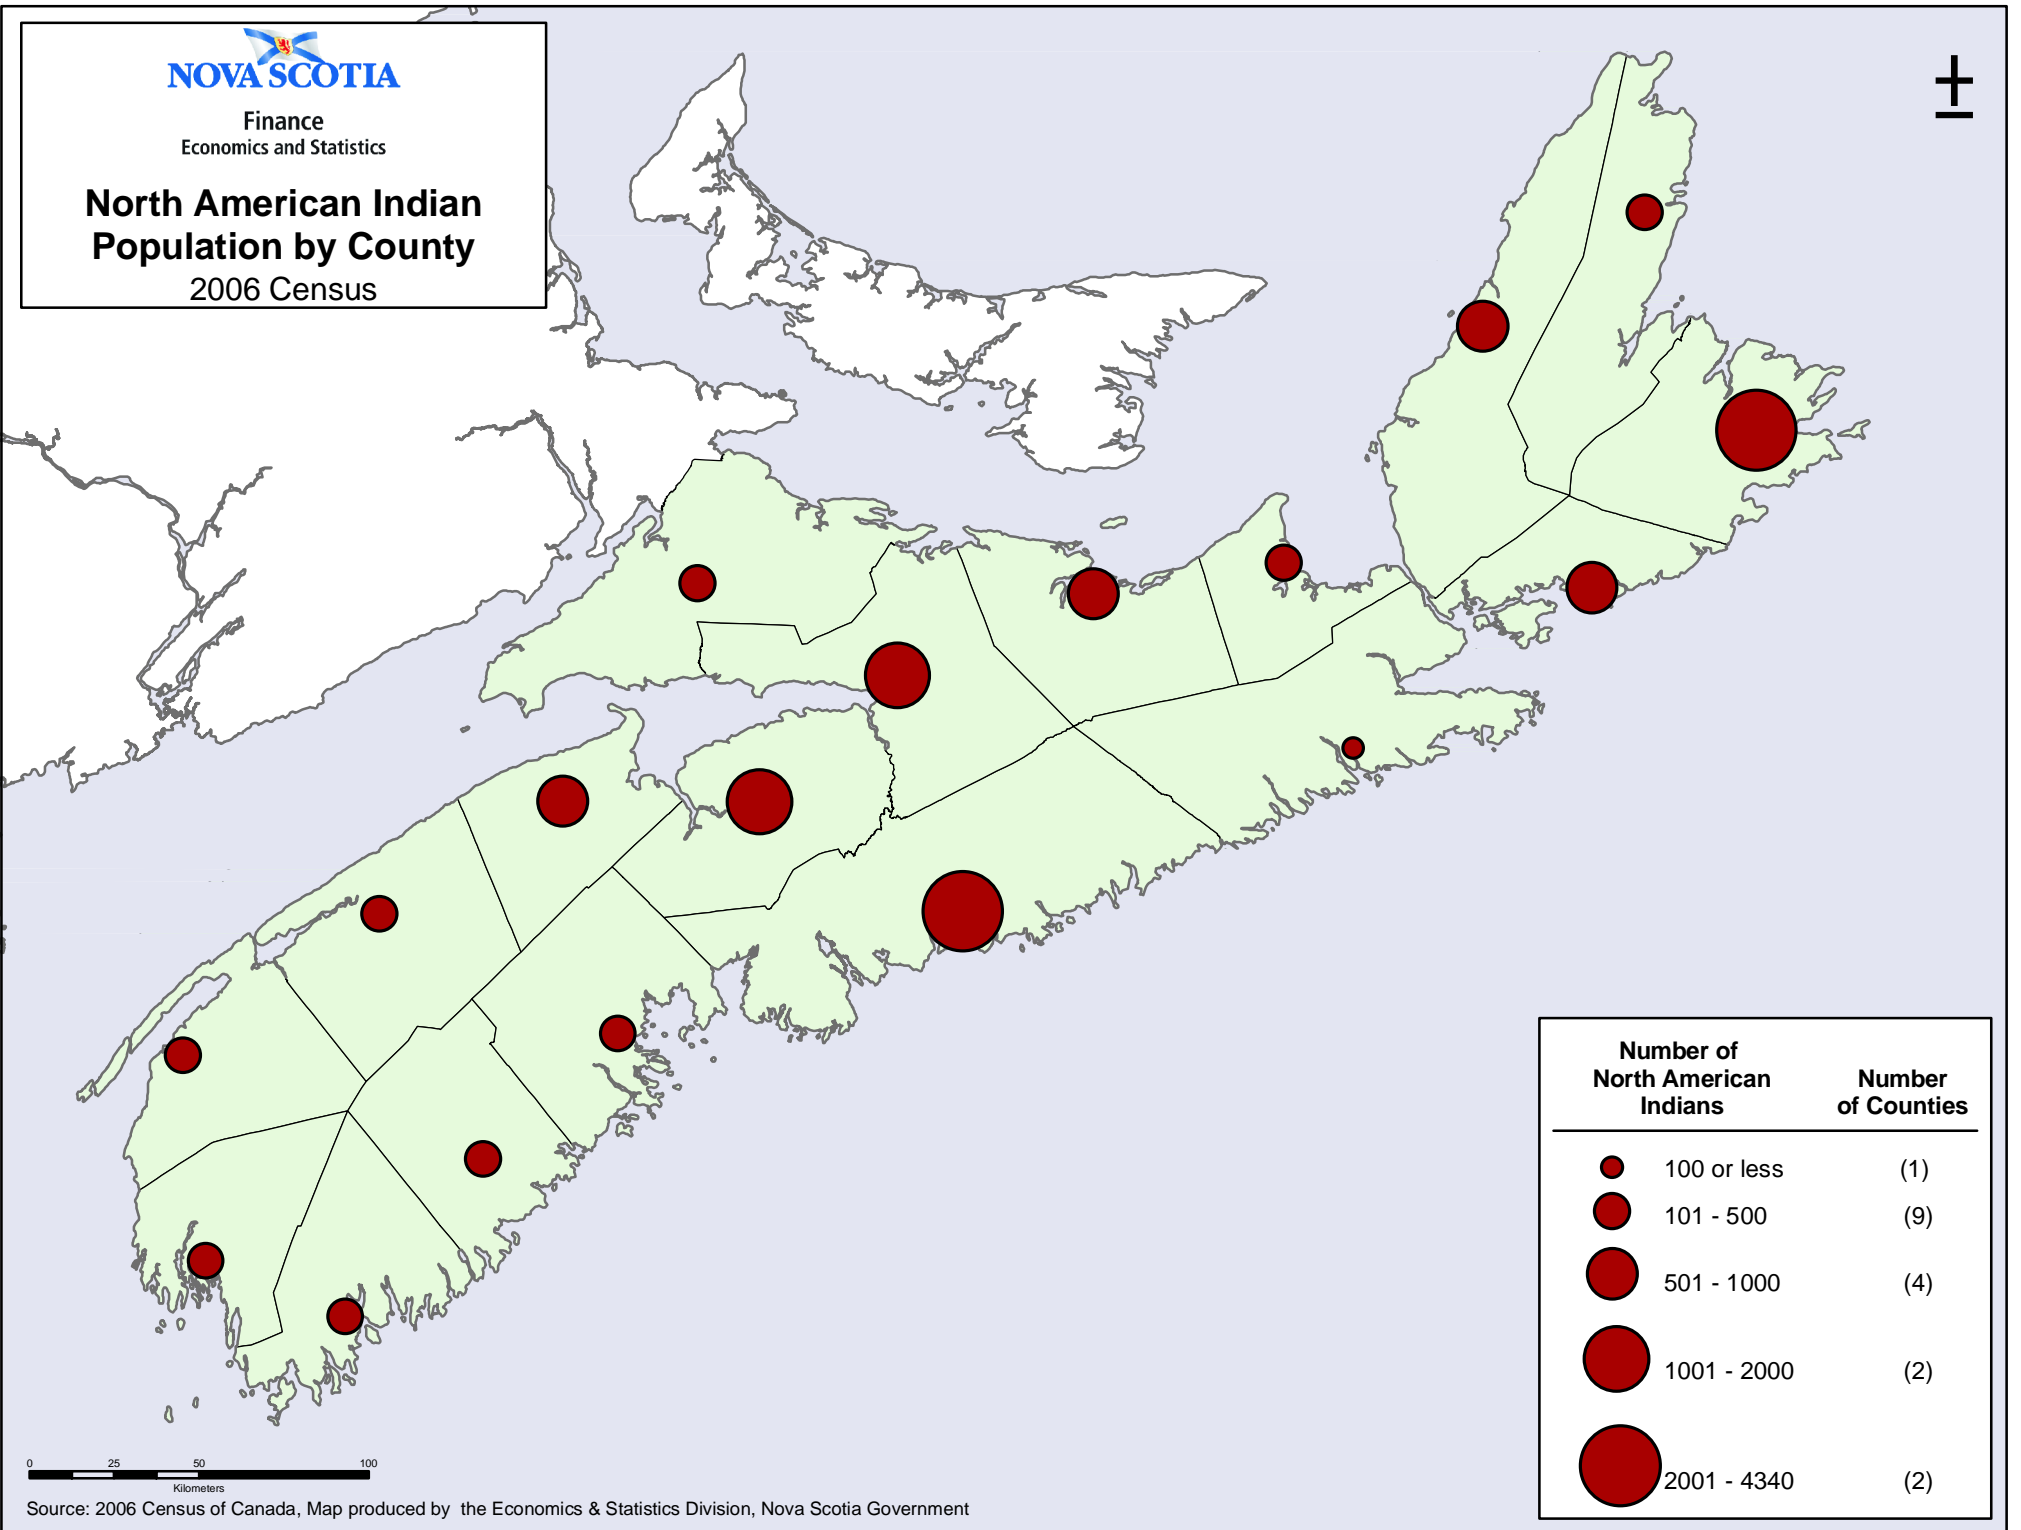 NOVA SCOTIA
Finance
Economics and Statistics
North American Indian
Population by County
2006 Census
±
Number of
North American
Indians
Number
of Counties
100 or less (1)
101 - 500 (9)
501 - 1000 (4)
1001 - 2000 (2)
2001 - 4340 (2)
0 25 50 100
Kilometers
Source: 2006 Census of Canada, Map produced by the Economics & Statistics Division, Nova Scotia Government